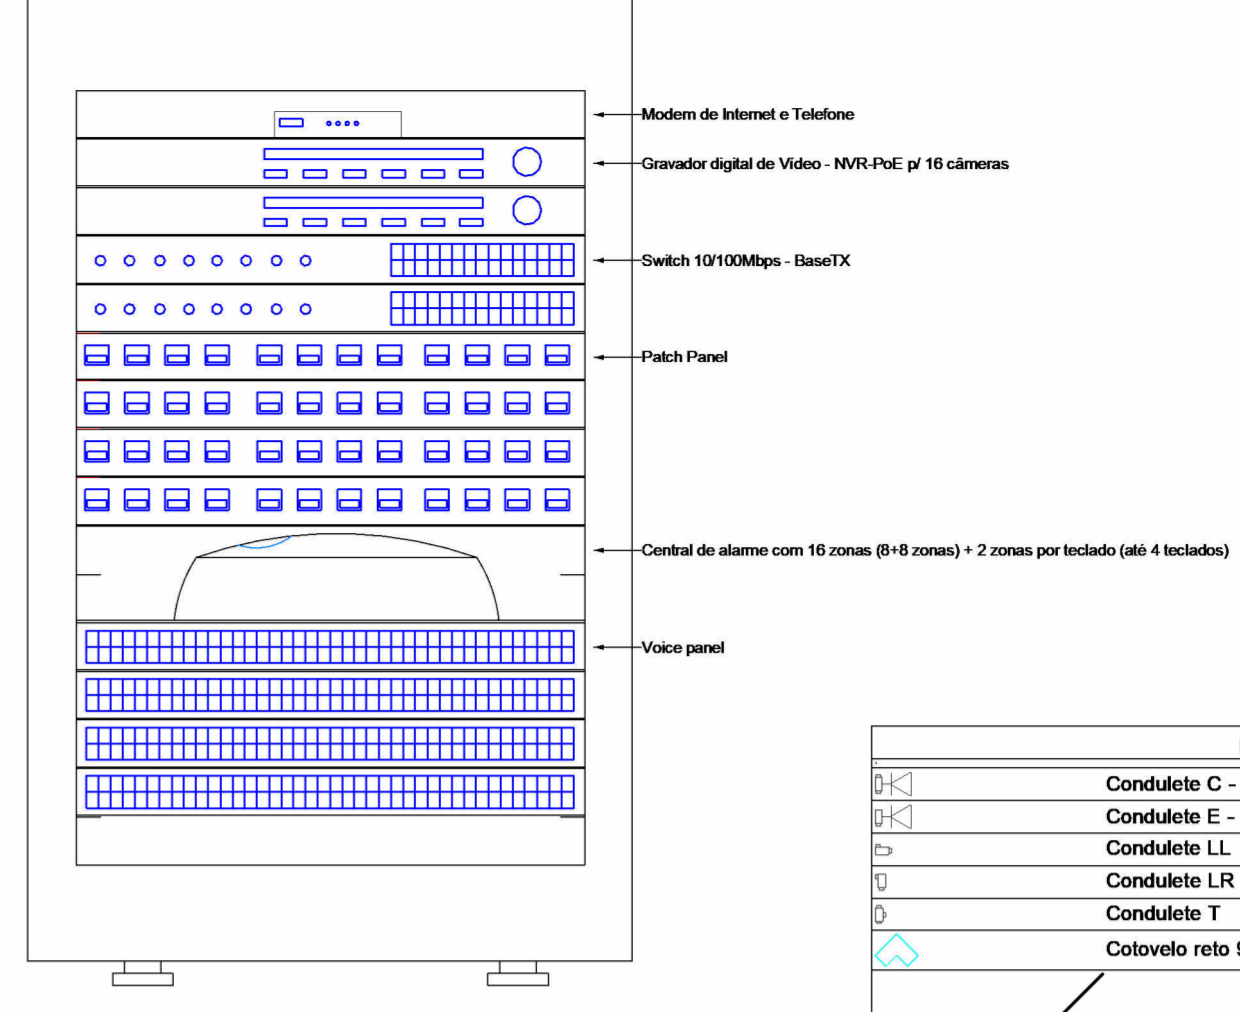 Modem de Internet e Telefone
Gravador digital de Vídeo - NVR-PoE p/ 16 câmeras
Switch 10/100Mbps - BaseTX
Patch Panel
Central de alarme com 16 zonas (8+8 zonas) + 2 zonas por teclado (até 4 teclados)
Voice panel
Condulete C -
Condulete E -
Condulete LL
Condulete LR
Condulete T
Cotovelo reto 9